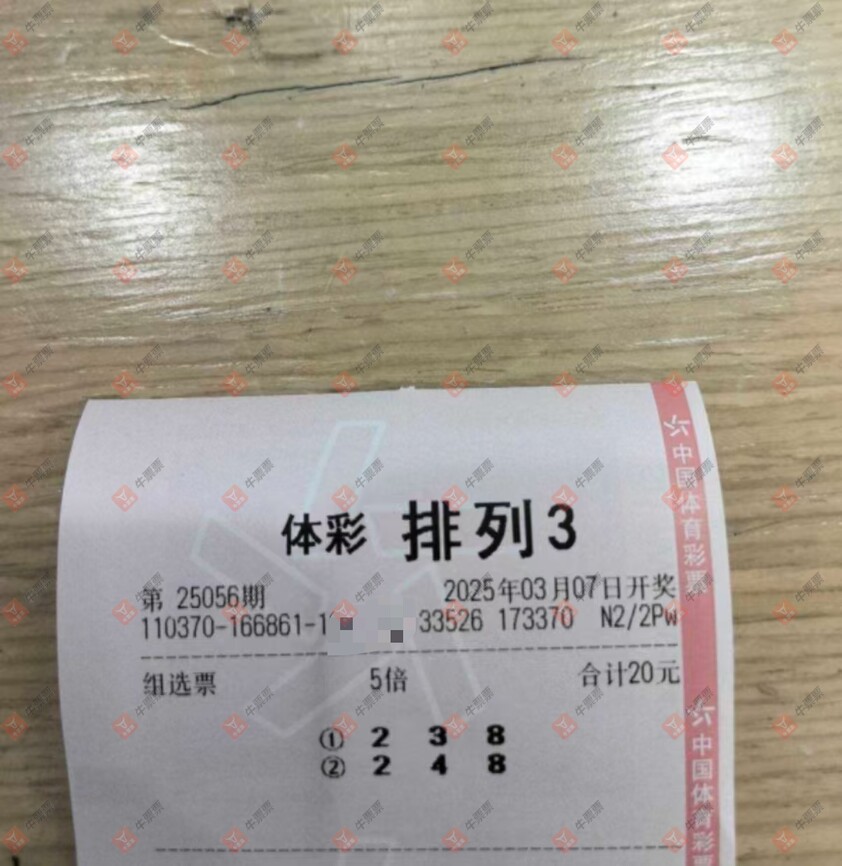 体彩 排列3
第 25056期 2025年03月07日开奖
110370-166861-1 33526 173370 N2/2Pw
组选票 5倍 合计20元
① 2 3 8
② 2 4 8
中国体育彩票
中国体育彩票
牛票票